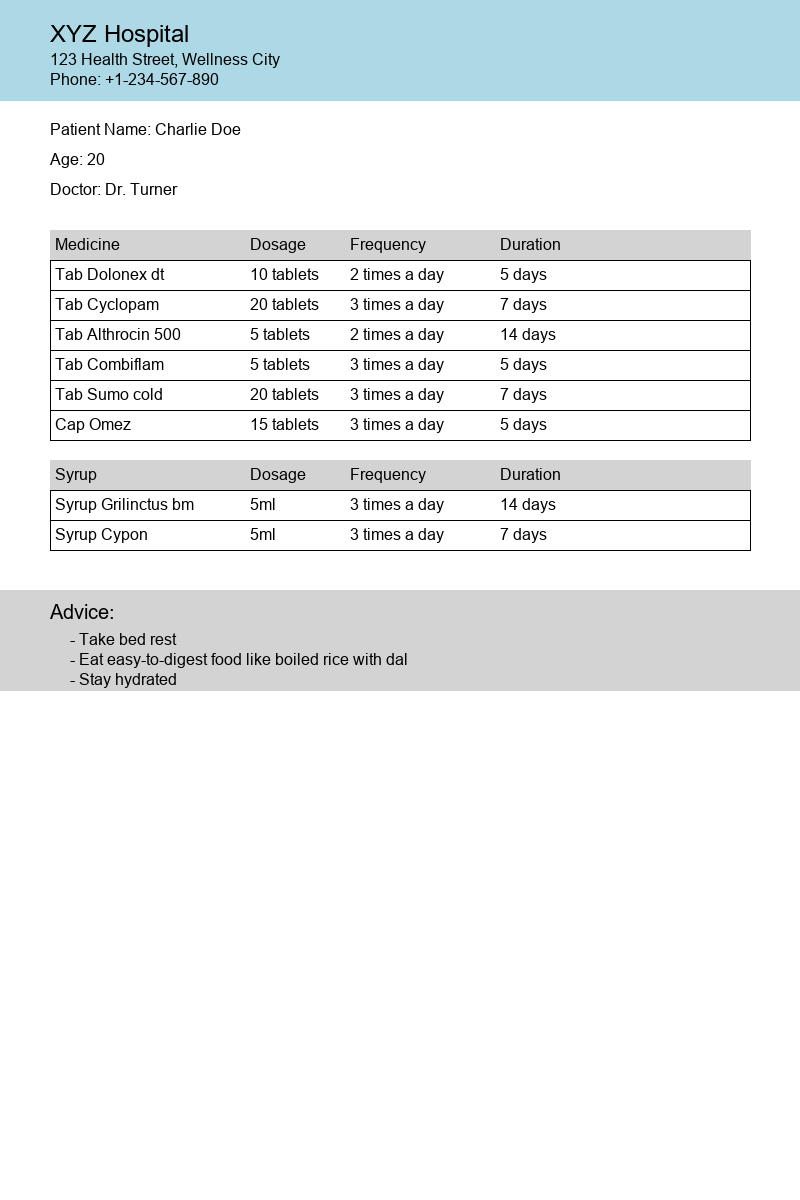 XYZ Hospital
123 Health Street, Wellness City
Phone: +1-234-567-890
Patient Name: Charlie Doe
Age: 20
Doctor: Dr. Turner
Medicine Dosage Frequency Duration
Tab Dolonex dt 10 tablets 2 times a day 5 days
Tab Cyclopam 20 tablets 3 times a day 7 days
Tab Althrocin 500 5 tablets 2 times a day 14 days
Tab Combiflam 5 tablets 3 times a day 5 days
Tab Sumo cold 20 tablets 3 times a day 7 days
Cap Omez 15 tablets 3 times a day 5 days
Syrup Dosage Frequency Duration
Syrup Grilinctus bm 5ml 3 times a day 14 days
Syrup Cypon 5ml 3 times a day 7 days
Advice:
- Take bed rest
- Eat easy-to-digest food like boiled rice with dal
- Stay hydrated